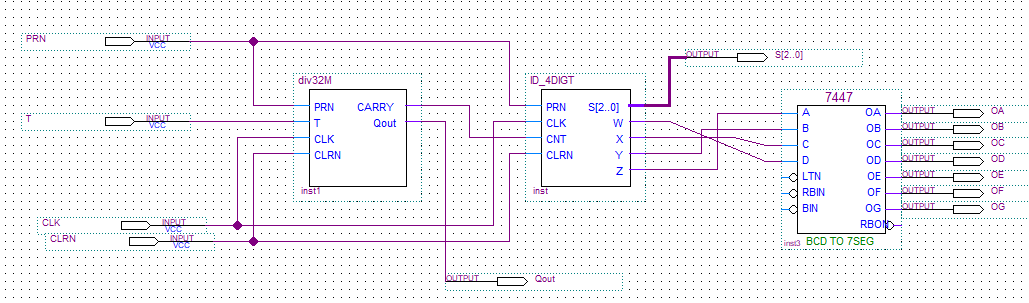 PRN INPUT VCC
OUTPUT S[2..0]
div32M ID_4DIGT 7447
PRN CARRY PRN S[2..0] A OA OUTPUT OA
T INPUT VCC T Qout CLK W B OB OUTPUT OB
CLK CNT X C OC OUTPUT OC
CLRN CLRN Y D OD OUTPUT OD
Z LTN OE OUTPUT OE
inst1 inst RBIN OF OUTPUT OF
BIN OG OUTPUT OG
CLK INPUT VCC RBON
CLRN INPUT VCC inst3 BCD TO 7SEG
OUTPUT Qout